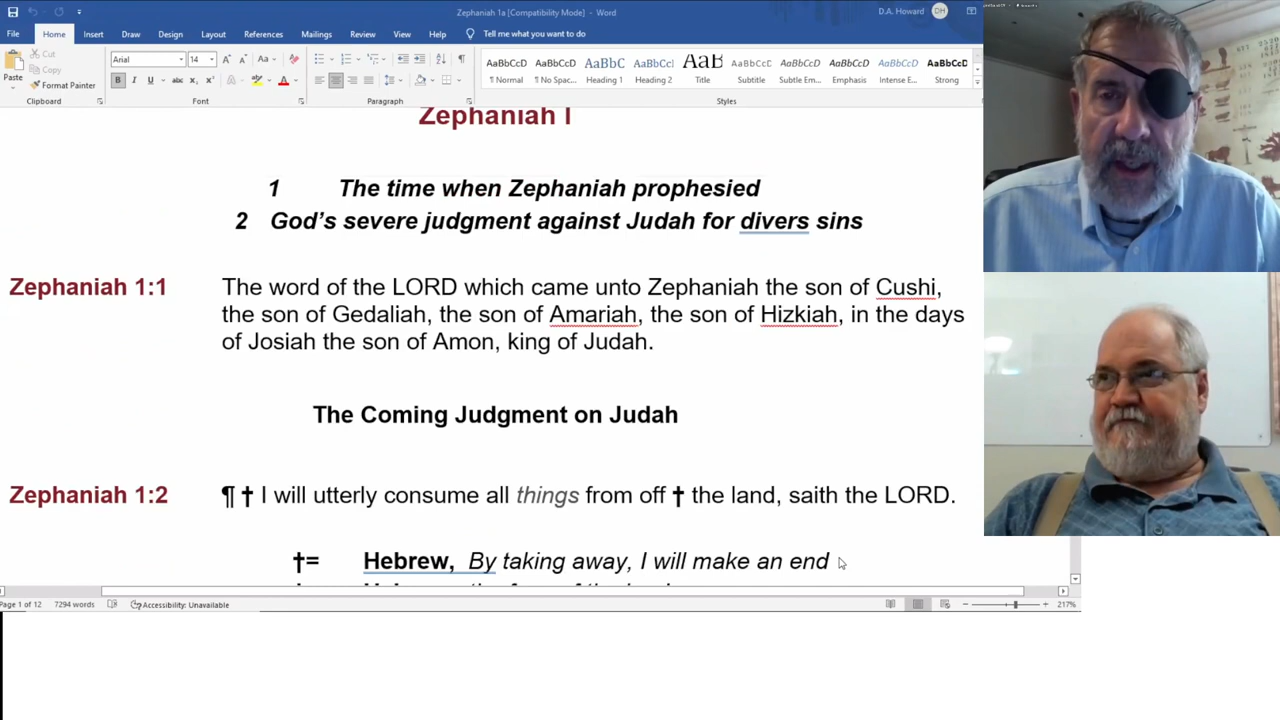 Zephaniah 1a [Compatibility Mode] - Word
D.A. Howard DH
File Home Insert Draw Design Layout References Mailings Review View Help Tell me what you want to do
Cut
Copy
Format Painter
Paste
Arial 14
AaBbCcD AaBbCcD AaBbC AaBbCcI AaB AaBbCcD AaBbCcD AaBbCcD AaBbCcD AaBbCcD
¶ Normal ¶ No Spac... Heading 1 Heading 2 Title Subtitle Subtle Em... Emphasis Intense E... Strong
Clipboard Font Paragraph Styles
Zephaniah I
1 The time when Zephaniah prophesied
2 God’s severe judgment against Judah for divers sins
Zephaniah 1:1 The word of the LORD which came unto Zephaniah the son of Cushi,
the son of Gedaliah, the son of Amariah, the son of Hizkiah, in the days
of Josiah the son of Amon, king of Judah.
The Coming Judgment on Judah
Zephaniah 1:2 ¶ † I will utterly consume all things from off † the land, saith the LORD.
†= Hebrew, By taking away, I will make an end
Page 1 of 12 7294 words Accessibility: Unavailable 217%